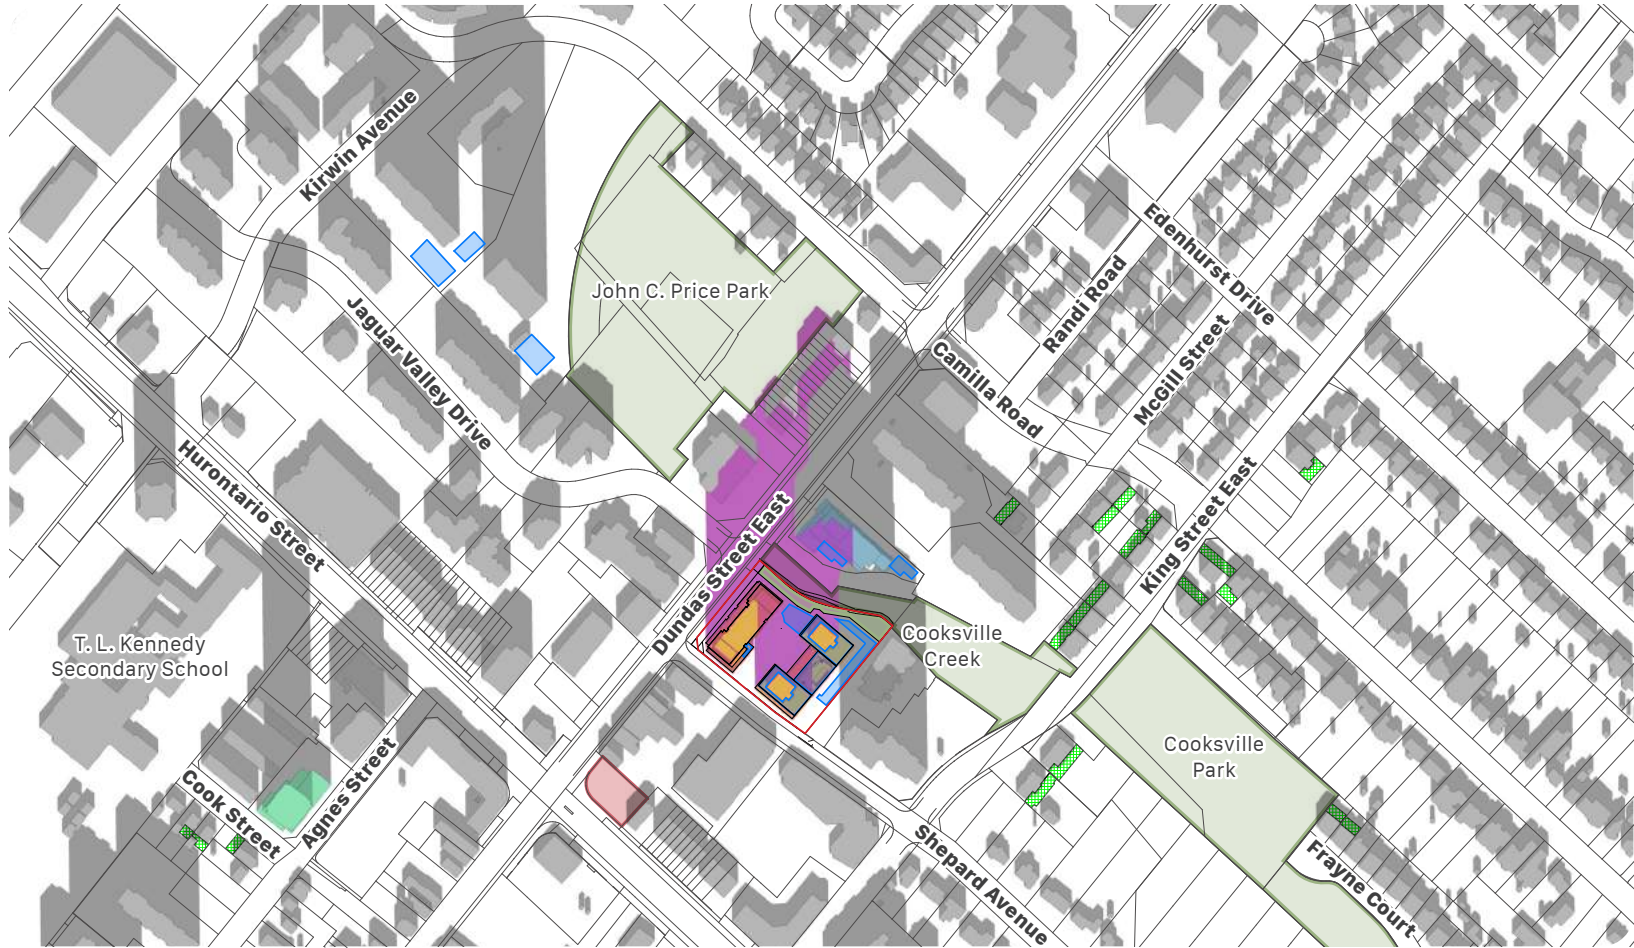 Kirwin Avenue
John C. Price Park
Edenhurst Drive
Randi Road
McGill Street
Jaguar Valley Drive
Camilla Road
Hurontario Street
King Street East
Dundas Street East
T. L. Kennedy
Secondary School
Cooksville
Creek
Cooksville
Park
Cook Street
Agnes Street
Shepard Avenue
Frayne Court